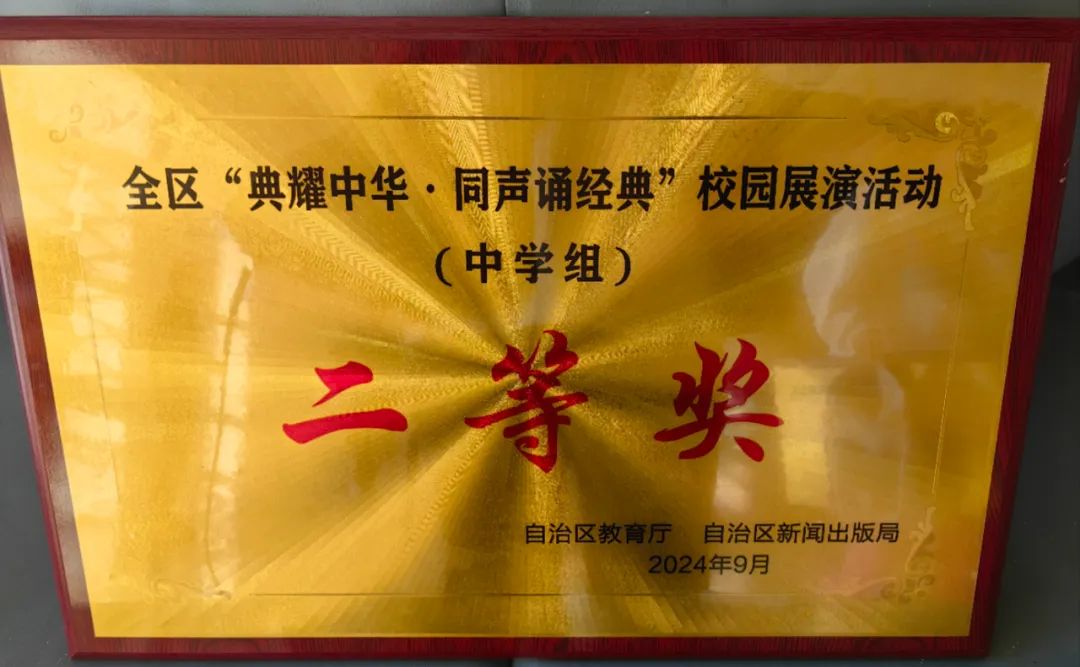 全区“典耀中华·同声诵经典”校园展演活动
（中学组）
二等奖
自治区教育厅 自治区新闻出版局
2024年9月